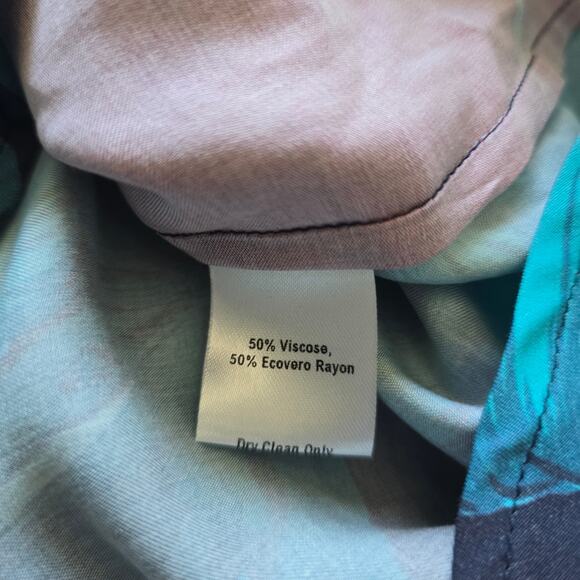 50% Viscose,
50% Ecovero Rayon
Dry Clean Only